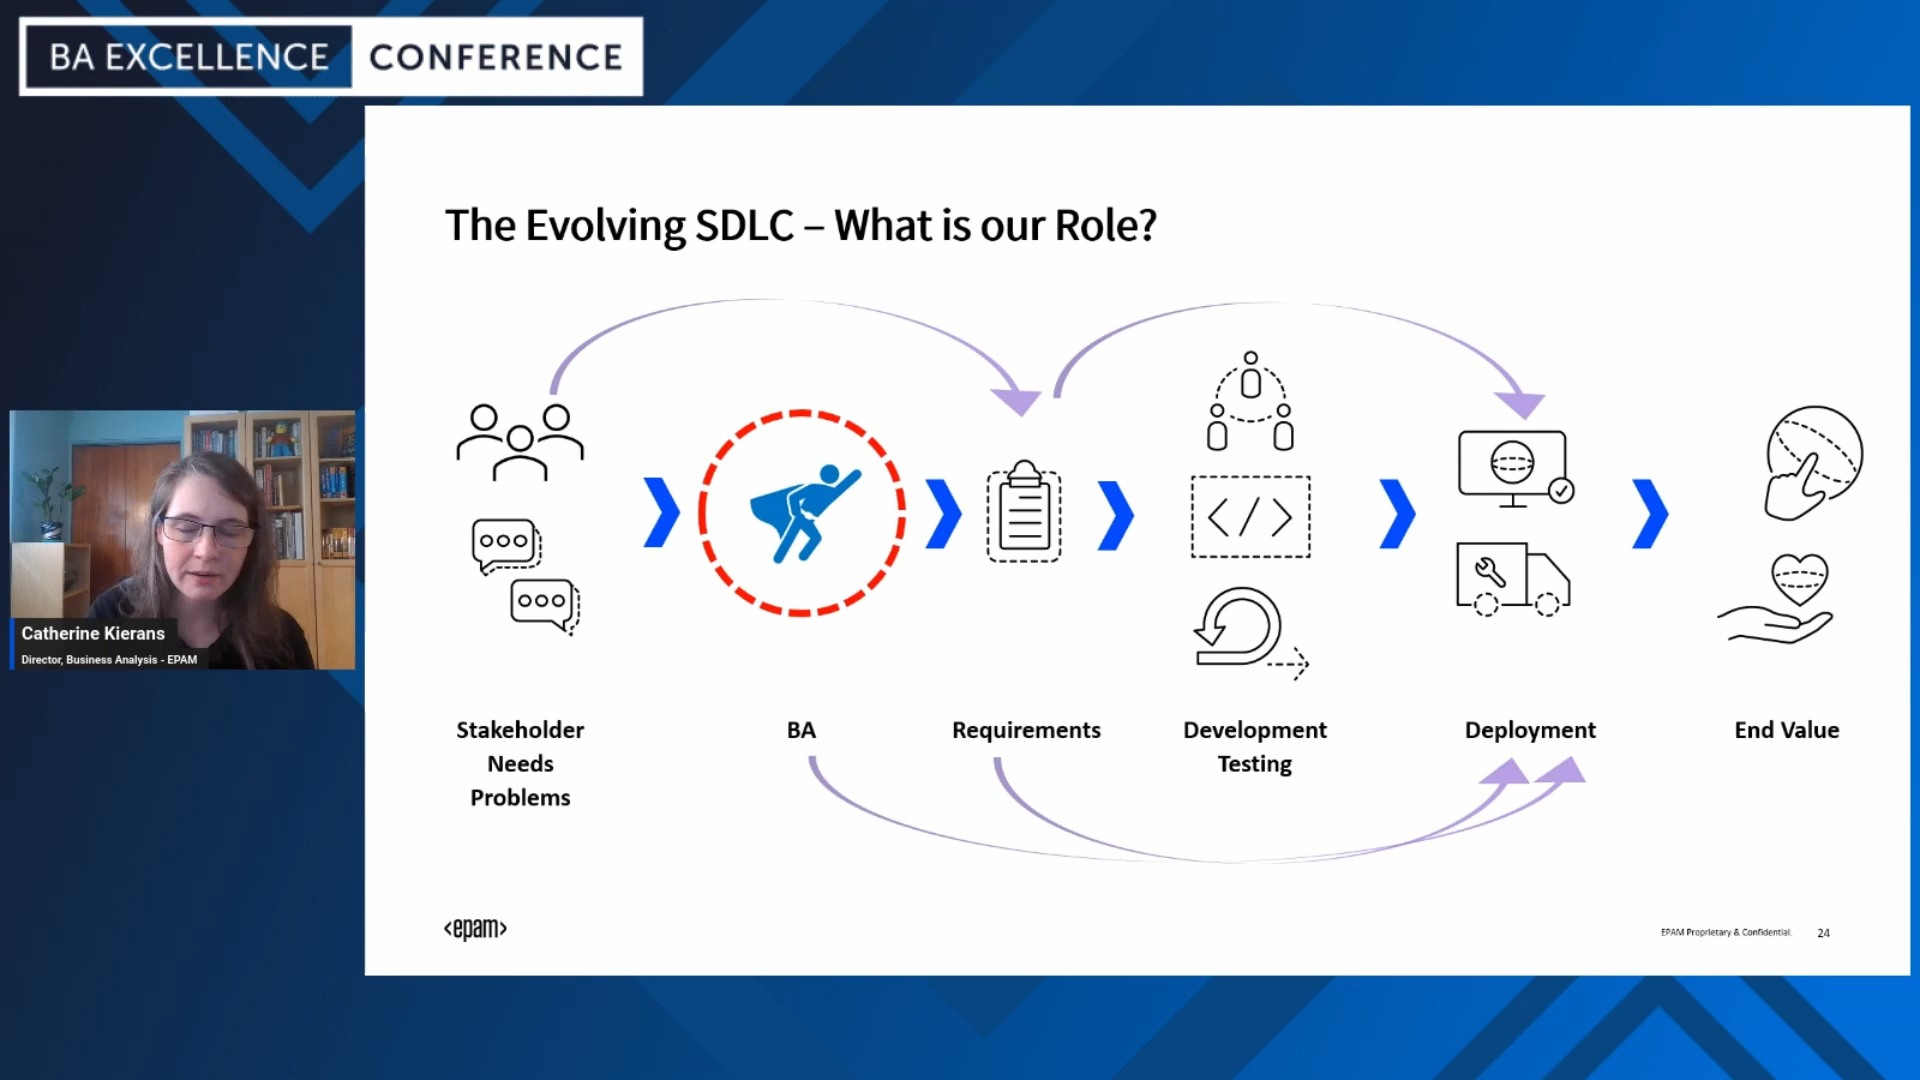 BA EXCELLENCE CONFERENCE
The Evolving SDLC – What is our Role?
</>
Catherine Kierans
Director, Business Analysis - EPAM
Stakeholder
Needs
Problems
BA
Requirements
Development
Testing
Deployment
End Value
<epam>
EPAM Proprietary & Confidential.
24